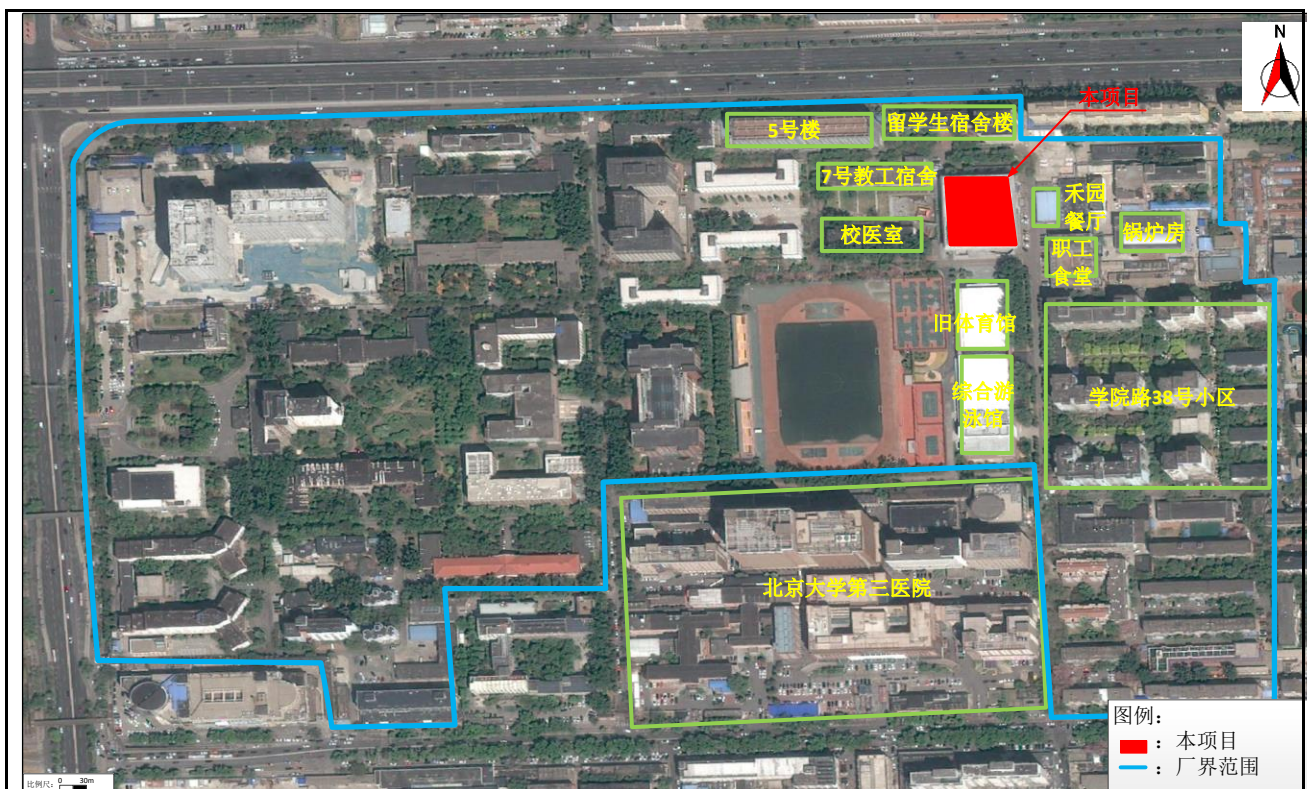 N
本项目
5号楼
留学生宿舍楼
7号教工宿舍
禾园
餐厅
校医室
锅炉房
职工
食堂
旧体育馆
综合游
泳馆
学院路38号小区
北京大学第三医院
图例：
：本项目
：厂界范围
比例尺： 0 30m